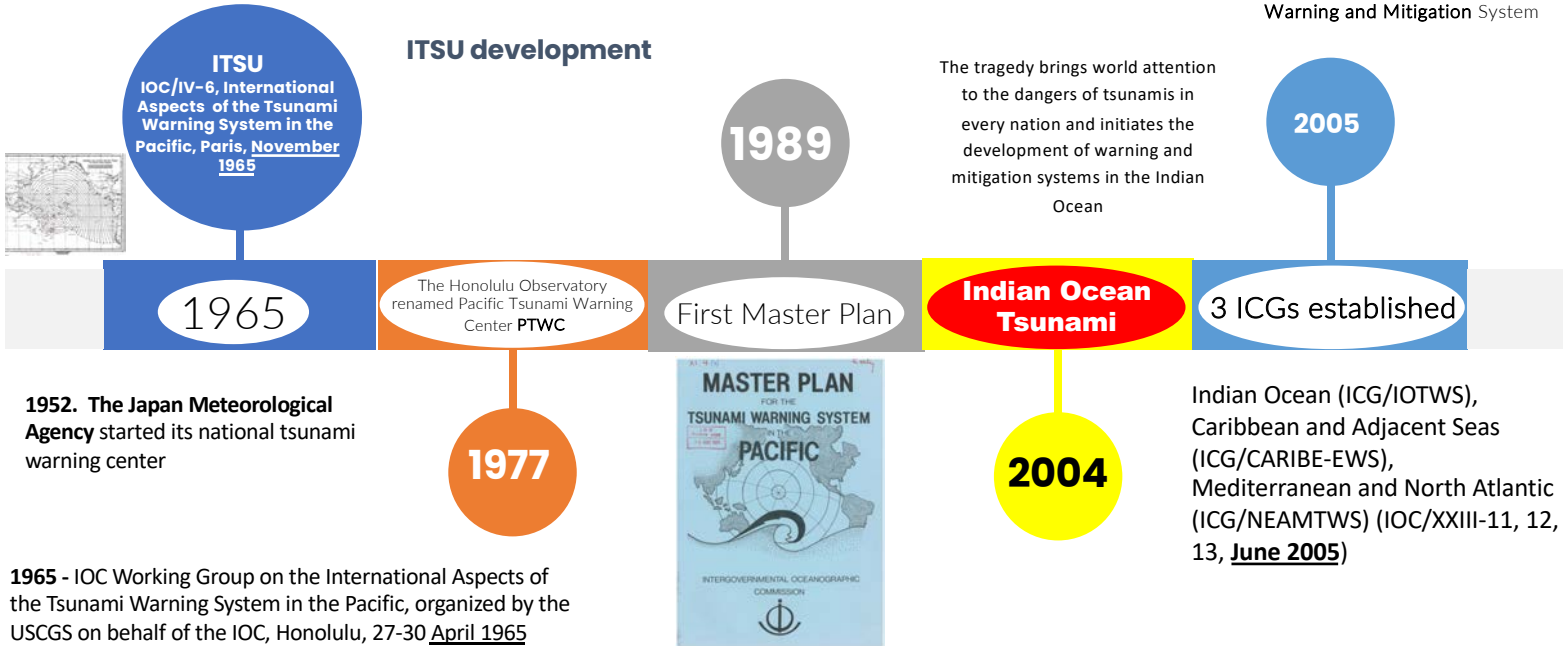 Warning and Mitigation System
ITSU development
ITSU
IOC/IV-6, International
Aspects of the Tsunami
Warning System in the
Pacific, Paris, November
1965
1989
The tragedy brings world attention
to the dangers of tsunamis in
every nation and initiates the
development of warning and
mitigation systems in the Indian
Ocean
2005
1965
The Honolulu Observatory
renamed Pacific Tsunami Warning
Center PTWC
First Master Plan
Indian Ocean
Tsunami
3 ICGs established
1952. The Japan Meteorological
Agency started its national tsunami
warning center
1977
MASTER PLAN
FOR THE
TSUNAMI WARNING SYSTEM
IN THE
PACIFIC
INTERGOVERNMENTAL OCEANOGRAPHIC
COMMISSION
2004
Indian Ocean (ICG/IOTWS),
Caribbean and Adjacent Seas
(ICG/CARIBE-EWS),
Mediterranean and North Atlantic
(ICG/NEAMTWS) (IOC/XXIII-11, 12,
13, June 2005)
1965 - IOC Working Group on the International Aspects of
the Tsunami Warning System in the Pacific, organized by the
USCGS on behalf of the IOC, Honolulu, 27-30 April 1965